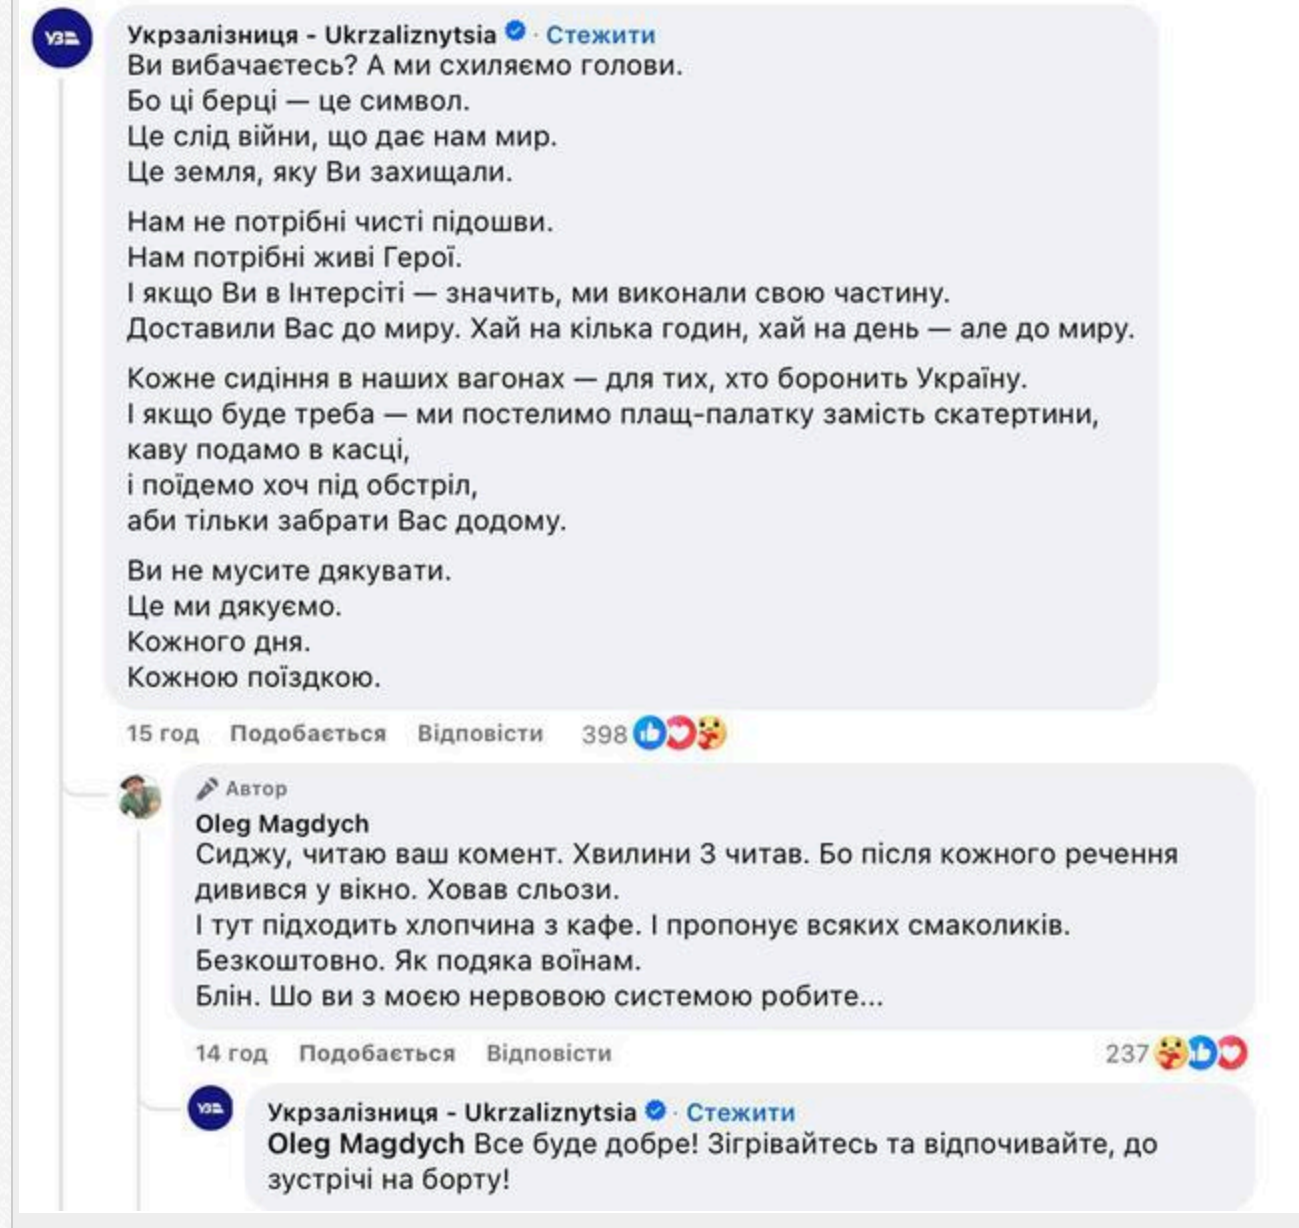 УЗ
Укрзалізниця - Ukrzaliznytsia · Стежити
Ви вибачаєтесь? А ми схиляємо голови.
Бо ці берці — це символ.
Це слід війни, що дає нам мир.
Це земля, яку Ви захищали.
Нам не потрібні чисті підошви.
Нам потрібні живі Герої.
І якщо Ви в Інтерсіті — значить, ми виконали свою частину.
Доставили Вас до миру. Хай на кілька годин, хай на день — але до миру.
Кожне сидіння в наших вагонах — для тих, хто боронить Україну.
І якщо буде треба — ми постелимо плащ-палатку замість скатертини,
каву подамо в касці,
і поїдемо хоч під обстріл,
аби тільки забрати Вас додому.
Ви не мусите дякувати.
Це ми дякуємо.
Кожного дня.
Кожною поїздкою.
15 год Подобається Відповісти 398
Автор
Oleg Magdych
Сиджу, читаю ваш комент. Хвилини 3 читав. Бо після кожного речення
дивився у вікно. Ховав сльози.
І тут підходить хлопчина з кафе. І пропонує всяких смаколиків.
Безкоштовно. Як подяка воїнам.
Блін. Шо ви з моєю нервовою системою робите...
14 год Подобається Відповісти 237
УЗ
Укрзалізниця - Ukrzaliznytsia · Стежити
Oleg Magdych Все буде добре! Зігрівайтесь та відпочивайте, до
зустрічі на борту!